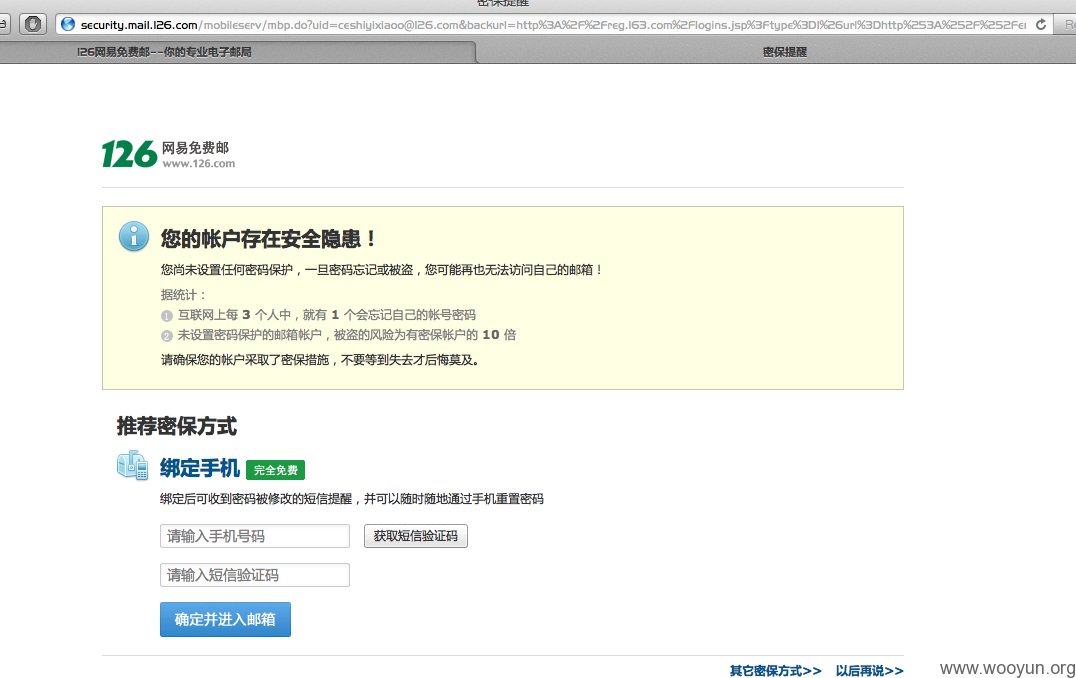 密保提醒
security.mail.126.com/mobileserv/mbp.do?uid=ceshiyixiaoo@126.com&backurl=http%3A%2F%2Freg.163.com%2Flogins.jsp%3Ftype%3D1%26url%3Dhttp%253A%252F%252Fe
126网易免费邮--你的专业电子邮局
密保提醒
126 网易免费邮
www.126.com
您的帐户存在安全隐患！
您尚未设置任何密码保护，一旦密码忘记或被盗，您可能再也无法访问自己的邮箱！
据统计：
1 互联网上每 3 个人中，就有 1 个会忘记自己的帐号密码
2 未设置密码保护的邮箱帐户，被盗的风险为有密保帐户的 10 倍
请确保您的帐户采取了密保措施，不要等到失去才后悔莫及。
推荐密保方式
绑定手机 完全免费
绑定后可收到密码被修改的短信提醒，并可以随时随地通过手机重置密码
请输入手机号码 获取短信验证码
请输入短信验证码
确定并进入邮箱
其它密保方式>> 以后再说>>
www.wooyun.org